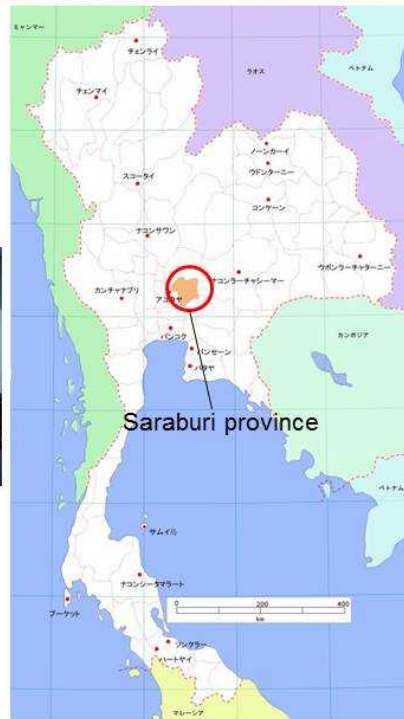 ミャンマー
チェンライ
ラオス
ベトナム
チェンマイ
ノーンカーイ
ウドンターニー
スコータイ
コンケーン
ナコンサワン
ウボンラーチャターニー
ナコンラーチャシーマー
カンチャナブリ
アユタヤ
バンコク
カンボジア
バンセーン
パタヤ
Saraburi province
ベトナム
サムイ島
ナコンシータマラート
0 200 400
km
プーケット
ソンクラー
ハートヤイ
マレーシア